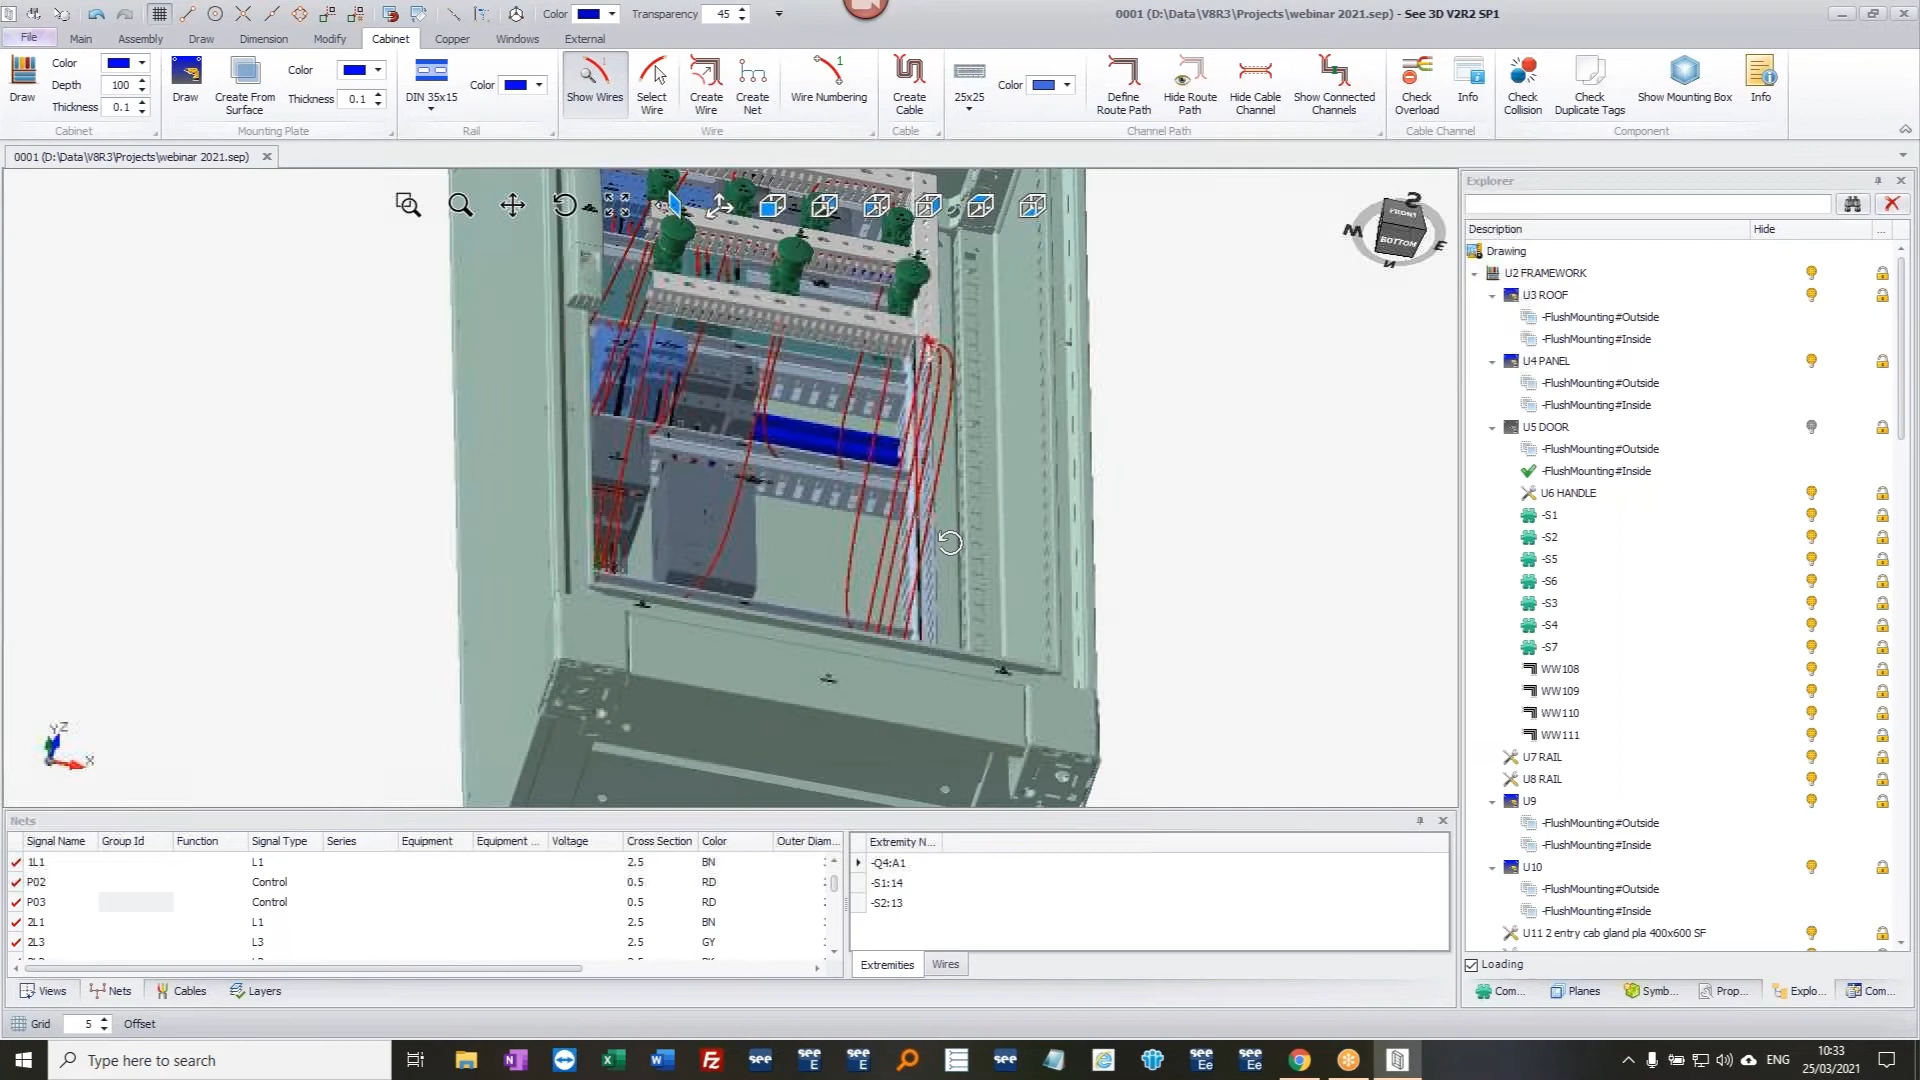 Color
Transparency 45
0001 (D:\Data\V8R3\Projects\webinar 2021.sep) - See 3D V2R2 SP1
File Main Assembly Draw Dimension Modify Cabinet Copper Windows External
Draw
Color
Depth 100
Thickness 0.1
Cabinet
Draw
Create From Surface
Color
Thickness 0.1
Mounting Plate
DIN 35x15
Color
Rail
Show Wires
Select Wire
Create Wire
Create Net
Wire Numbering
Wire
Create Cable
Cable
25x25
Color
Define Route Path
Hide Route Path
Hide Cable Channel
Show Connected Channels
Channel Path
Check Overload
Info
Cable Channel
Check Collision
Check Duplicate Tags
Show Mounting Box
Info
Component
0001 (D:\Data\V8R3\Projects\webinar 2021.sep)
S
FRONT
W
BOTTOM
E
N
YZ
X
Explorer
Description Hide ...
Drawing
U2 FRAMEWORK
U3 ROOF
-FlushMounting#Outside
-FlushMounting#Inside
U4 PANEL
-FlushMounting#Outside
-FlushMounting#Inside
U5 DOOR
-FlushMounting#Outside
-FlushMounting#Inside
U6 HANDLE
-S1
-S2
-S5
-S6
-S3
-S4
-S7
WW108
WW109
WW110
WW111
U7 RAIL
U8 RAIL
U9
-FlushMounting#Outside
-FlushMounting#Inside
U10
-FlushMounting#Outside
-FlushMounting#Inside
U11 2 entry cab gland pla 400x600 SF
Loading
Com... Planes Symb... Prop... Explo... Com...
Nets
Signal Name Group Id Function Signal Type Series Equipment Equipment ... Voltage Cross Section Color Outer Diam...
1L1 L1 2.5 BN
P02 Control 0.5 RD
P03 Control 0.5 RD
2L1 L1 2.5 BN
2L3 L3 2.5 GY
Extremity N...
-Q4:A1
-S1:14
-S2:13
Extremities Wires
Views Nets Cables Layers
Grid 5 Offset
Type here to search
see
see E
see E
see
see Ee
see Ee
ENG
10:33
25/03/2021